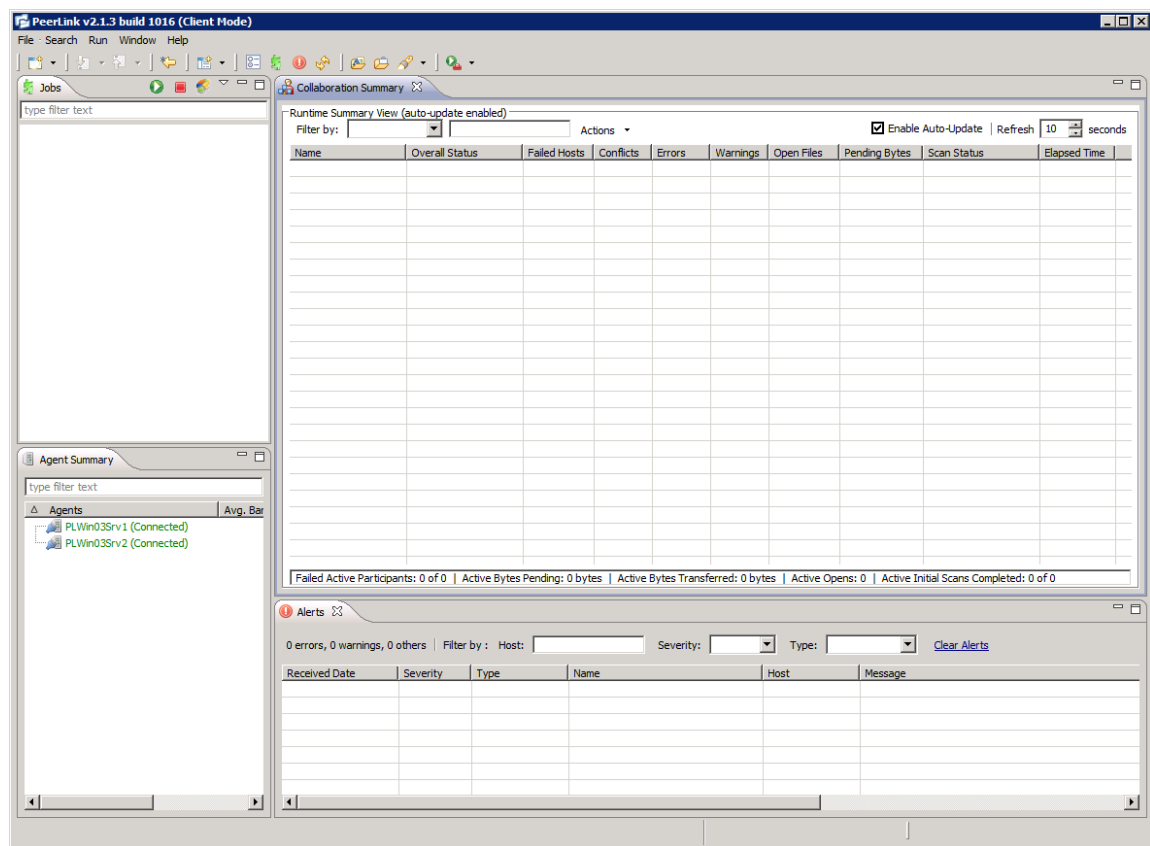 PeerLink v2.1.3 build 1016 (Client Mode)
File Search Run Window Help
Jobs
type filter text
Collaboration Summary
Runtime Summary View (auto-update enabled)
Filter by: Actions Enable Auto-Update Refresh 10 seconds
Name Overall Status Failed Hosts Conflicts Errors Warnings Open Files Pending Bytes Scan Status Elapsed Time
Failed Active Participants: 0 of 0 | Active Bytes Pending: 0 bytes | Active Bytes Transferred: 0 bytes | Active Opens: 0 | Active Initial Scans Completed: 0 of 0
Agent Summary
type filter text
Agents Avg. Bar
PLWin03Srv1 (Connected)
PLWin03Srv2 (Connected)
Alerts
0 errors, 0 warnings, 0 others Filter by : Host: Severity: Type: Clear Alerts
Received Date Severity Type Name Host Message